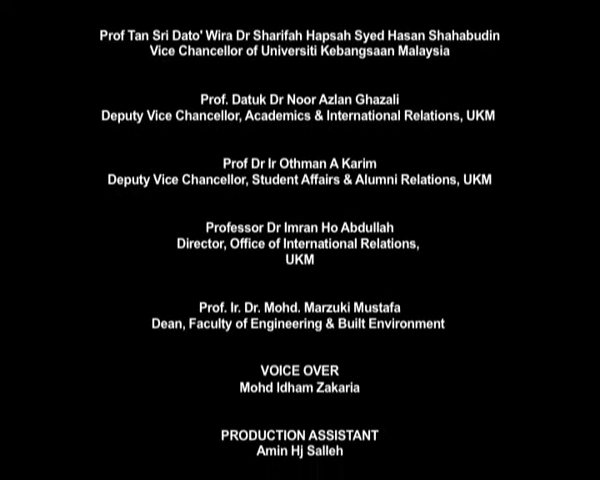 Prof Tan Sri Dato' Wira Dr Sharifah Hapsah Syed Hasan Shahabudin
Vice Chancellor of Universiti Kebangsaan Malaysia
Prof. Datuk Dr Noor Azlan Ghazali
Deputy Vice Chancellor, Academics & International Relations, UKM
Prof Dr Ir Othman A Karim
Deputy Vice Chancellor, Student Affairs & Alumni Relations, UKM
Professor Dr Imran Ho Abdullah
Director, Office of International Relations,
UKM
Prof. Ir. Dr. Mohd. Marzuki Mustafa
Dean, Faculty of Engineering & Built Environment
VOICE OVER
Mohd Idham Zakaria
PRODUCTION ASSISTANT
Amin Hj Salleh